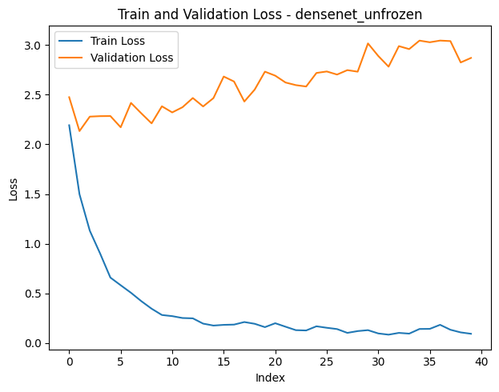 Train and Validation Loss - densenet_unfrozen
Train Loss
Validation Loss
Loss
3.0
2.5
2.0
1.5
1.0
0.5
0.0
0 5 10 15 20 25 30 35 40
Index